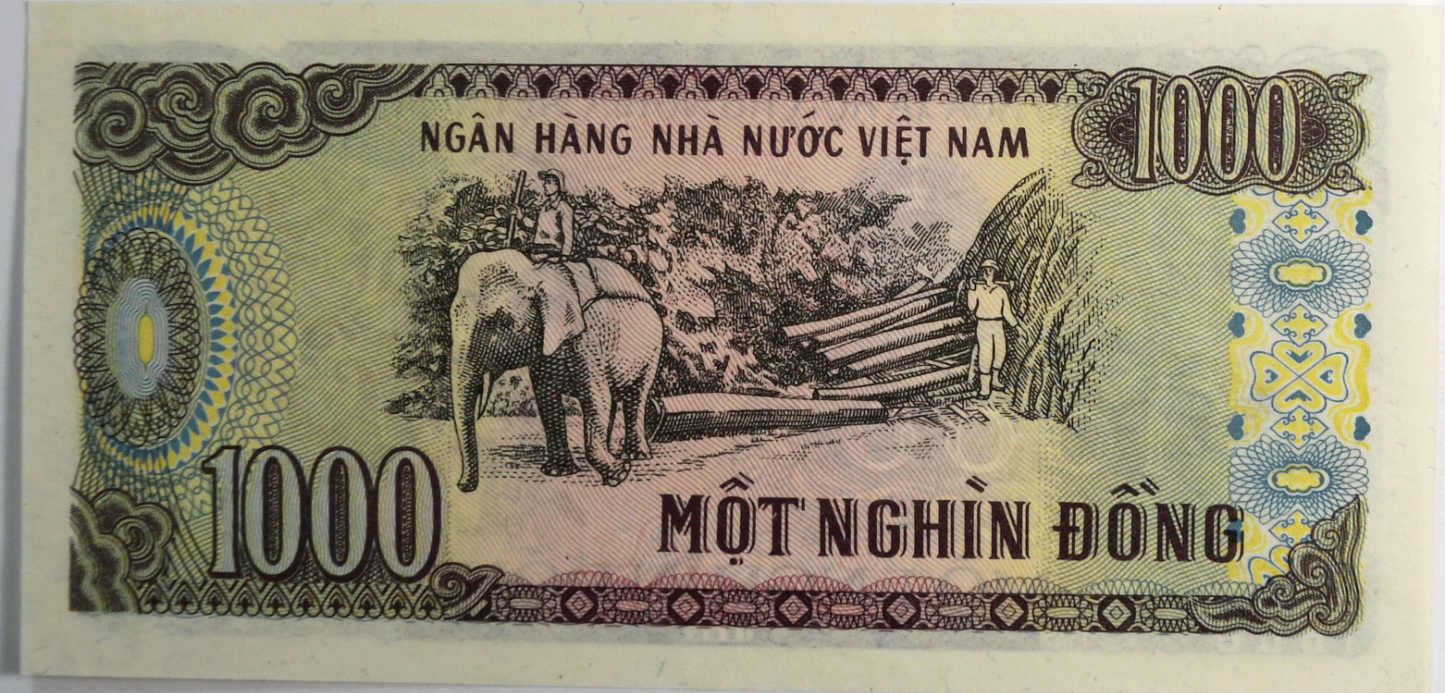 1000
NGÂN HÀNG NHÀ NƯỚC VIỆT NAM
1000
MỘT NGHÌN ĐỒNG